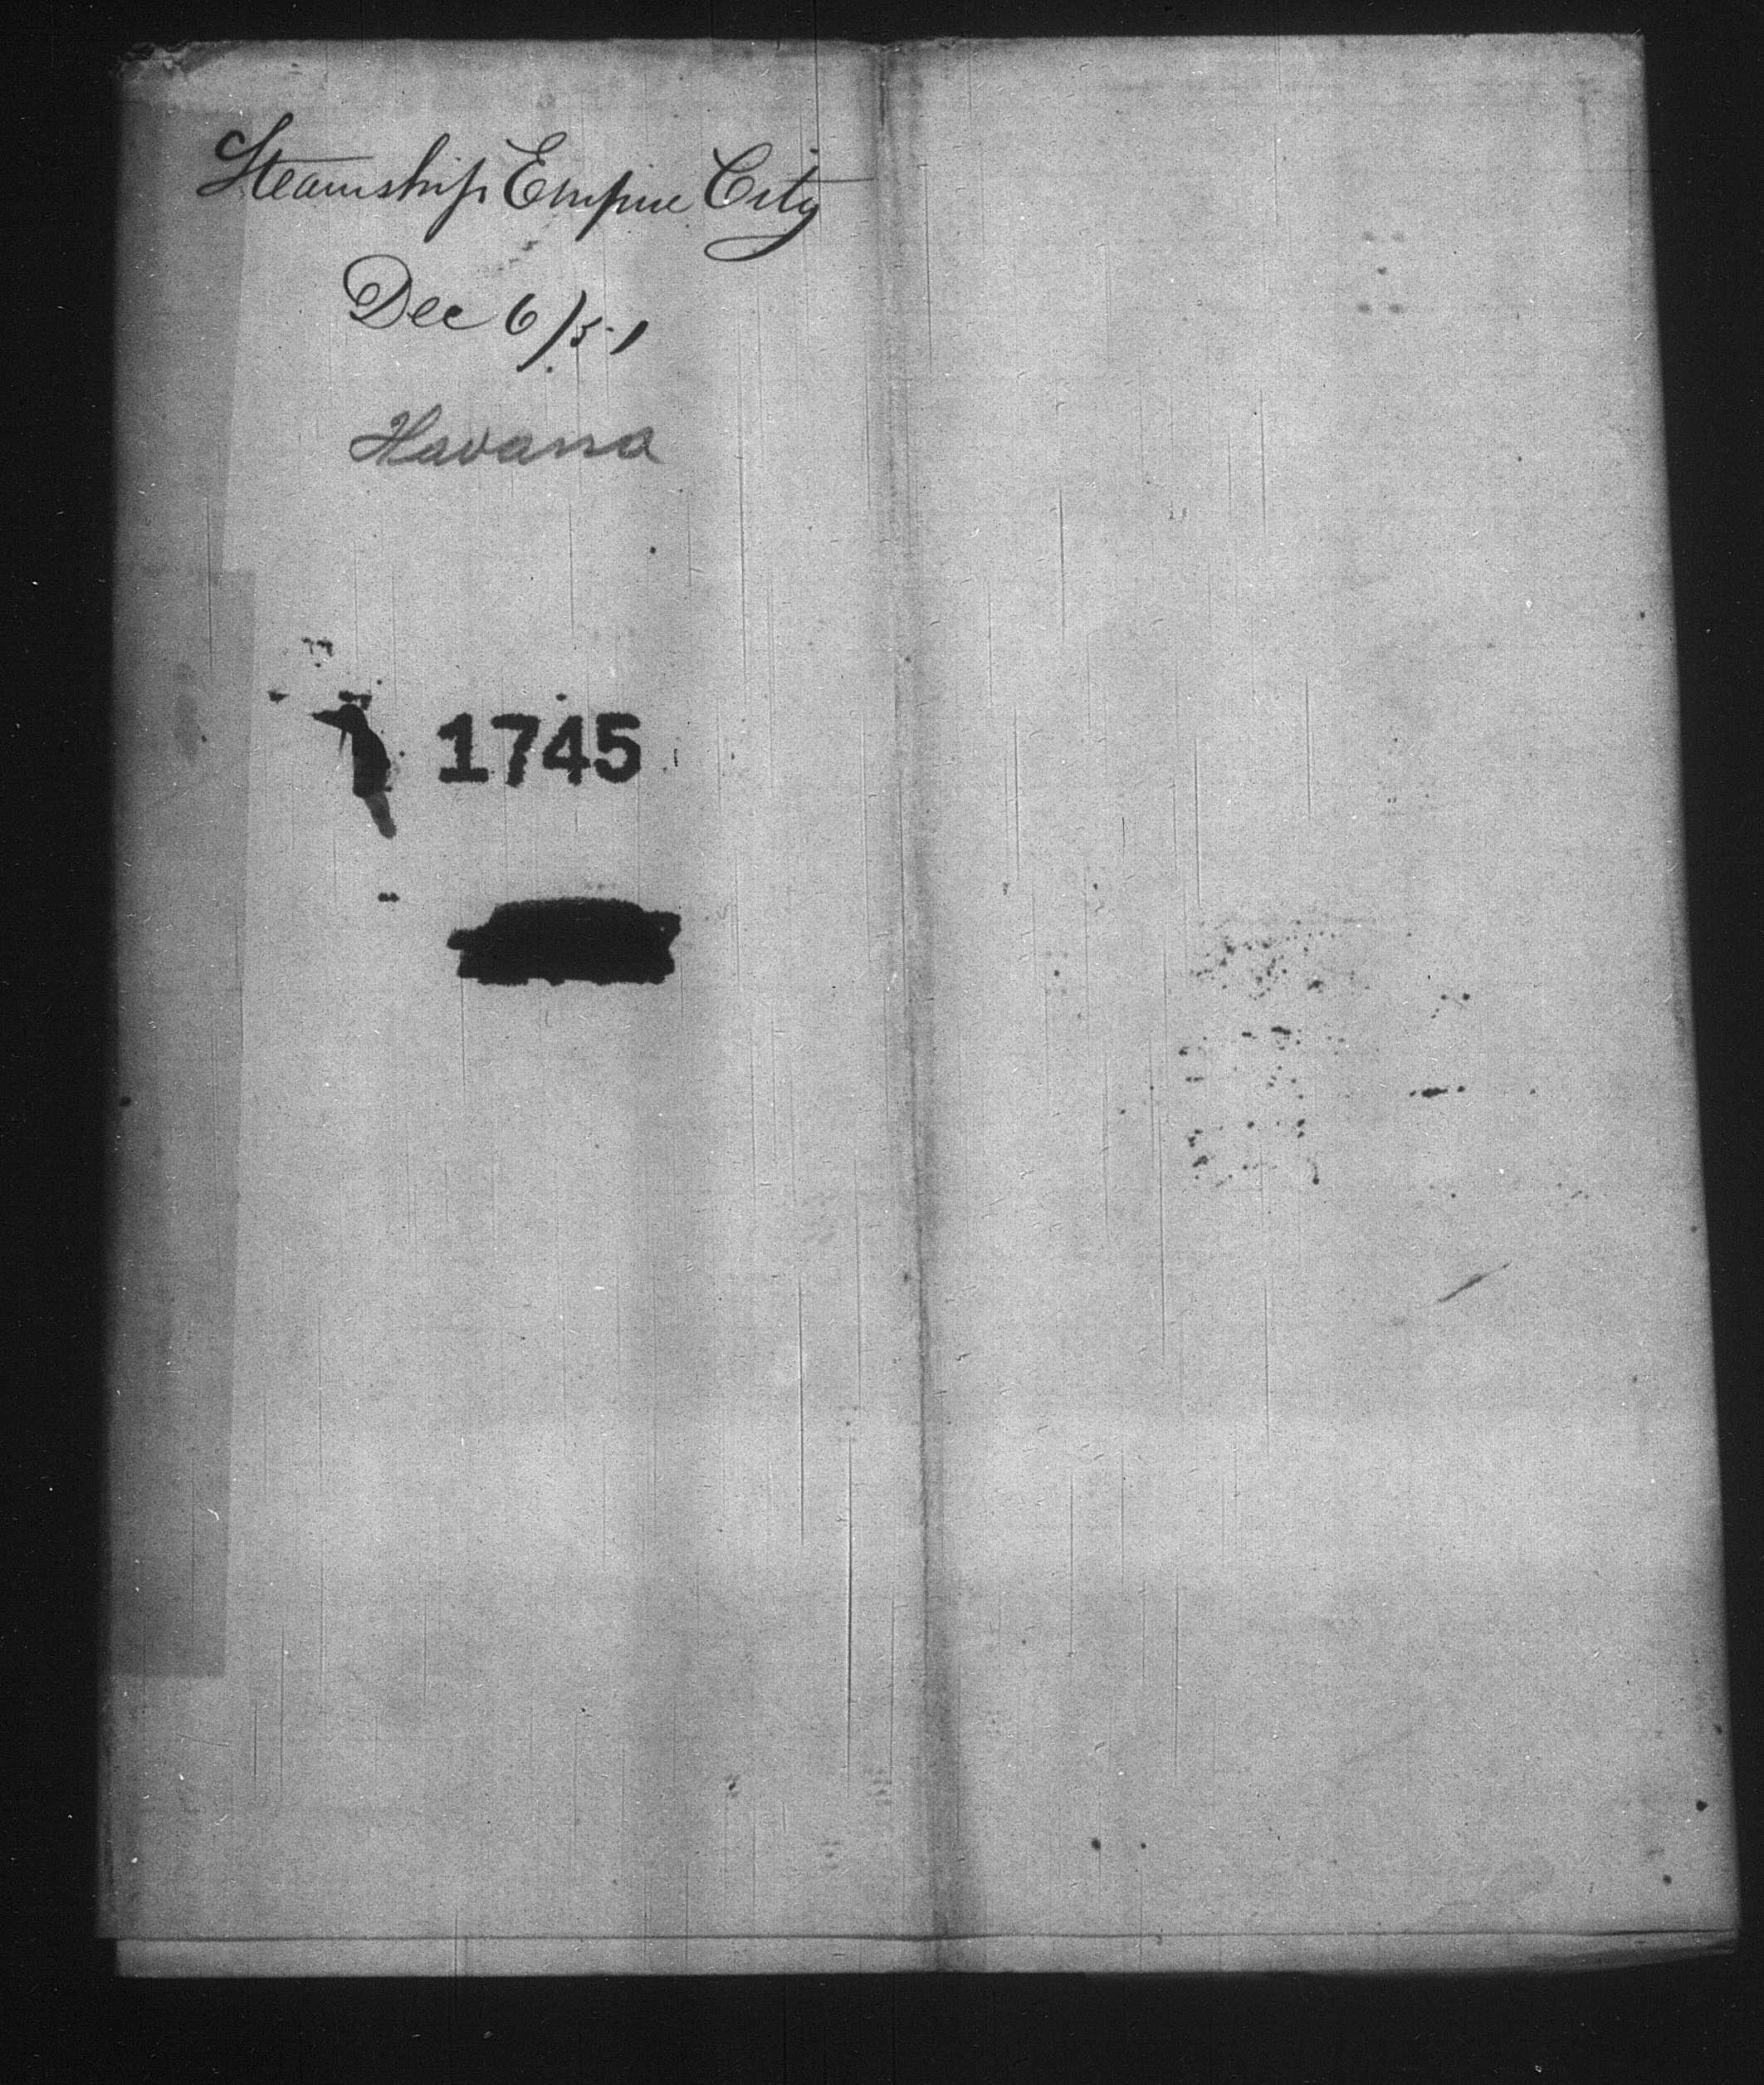 Steamship Empire City
Dec 6/51
Havana
1745